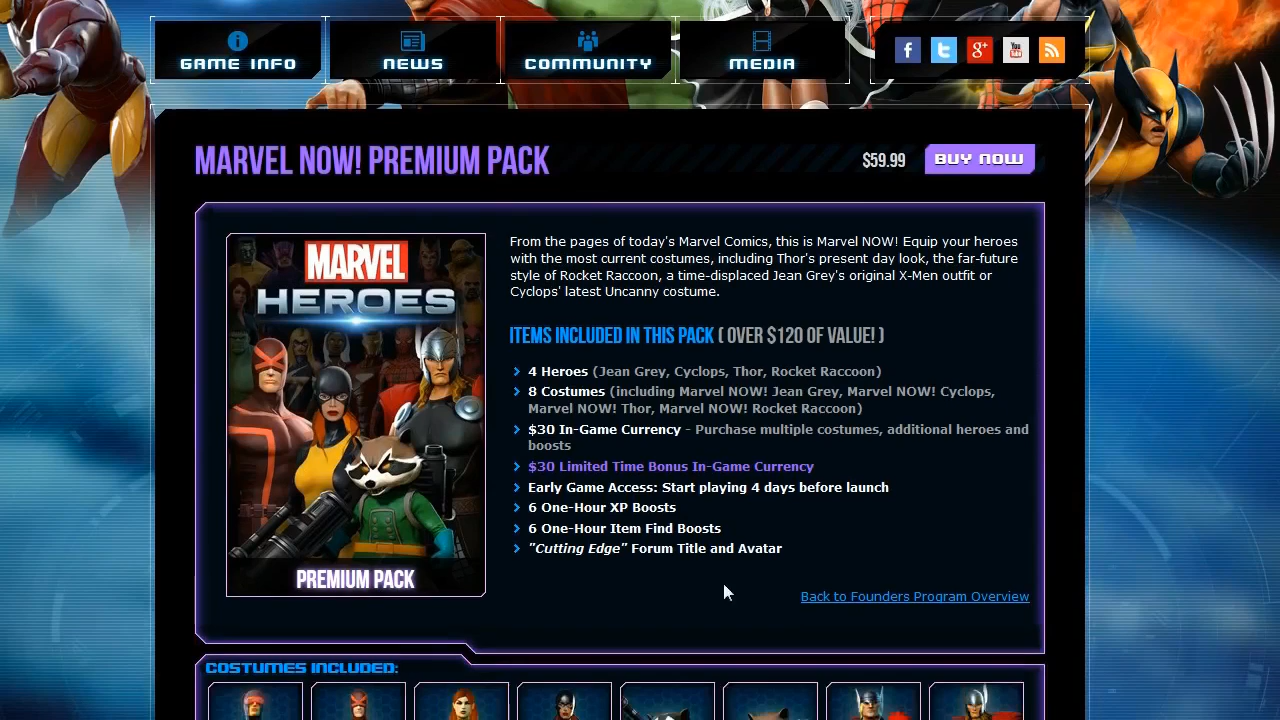 GAME INFO
NEWS
COMMUNITY
MEDIA
f
t
g+
You
Tube
MARVEL NOW! PREMIUM PACK
$59.99
BUY NOW
MARVEL
HEROES
PREMIUM PACK
From the pages of today's Marvel Comics, this is Marvel NOW! Equip your heroes
with the most current costumes, including Thor's present day look, the far-future
style of Rocket Raccoon, a time-displaced Jean Grey's original X-Men outfit or
Cyclops' latest Uncanny costume.
ITEMS INCLUDED IN THIS PACK ( OVER $120 OF VALUE! )
4 Heroes (Jean Grey, Cyclops, Thor, Rocket Raccoon)
8 Costumes (including Marvel NOW! Jean Grey, Marvel NOW! Cyclops,
Marvel NOW! Thor, Marvel NOW! Rocket Raccoon)
$30 In-Game Currency - Purchase multiple costumes, additional heroes and
boosts
$30 Limited Time Bonus In-Game Currency
Early Game Access: Start playing 4 days before launch
6 One-Hour XP Boosts
6 One-Hour Item Find Boosts
"Cutting Edge" Forum Title and Avatar
Back to Founders Program Overview
COSTUMES INCLUDED: